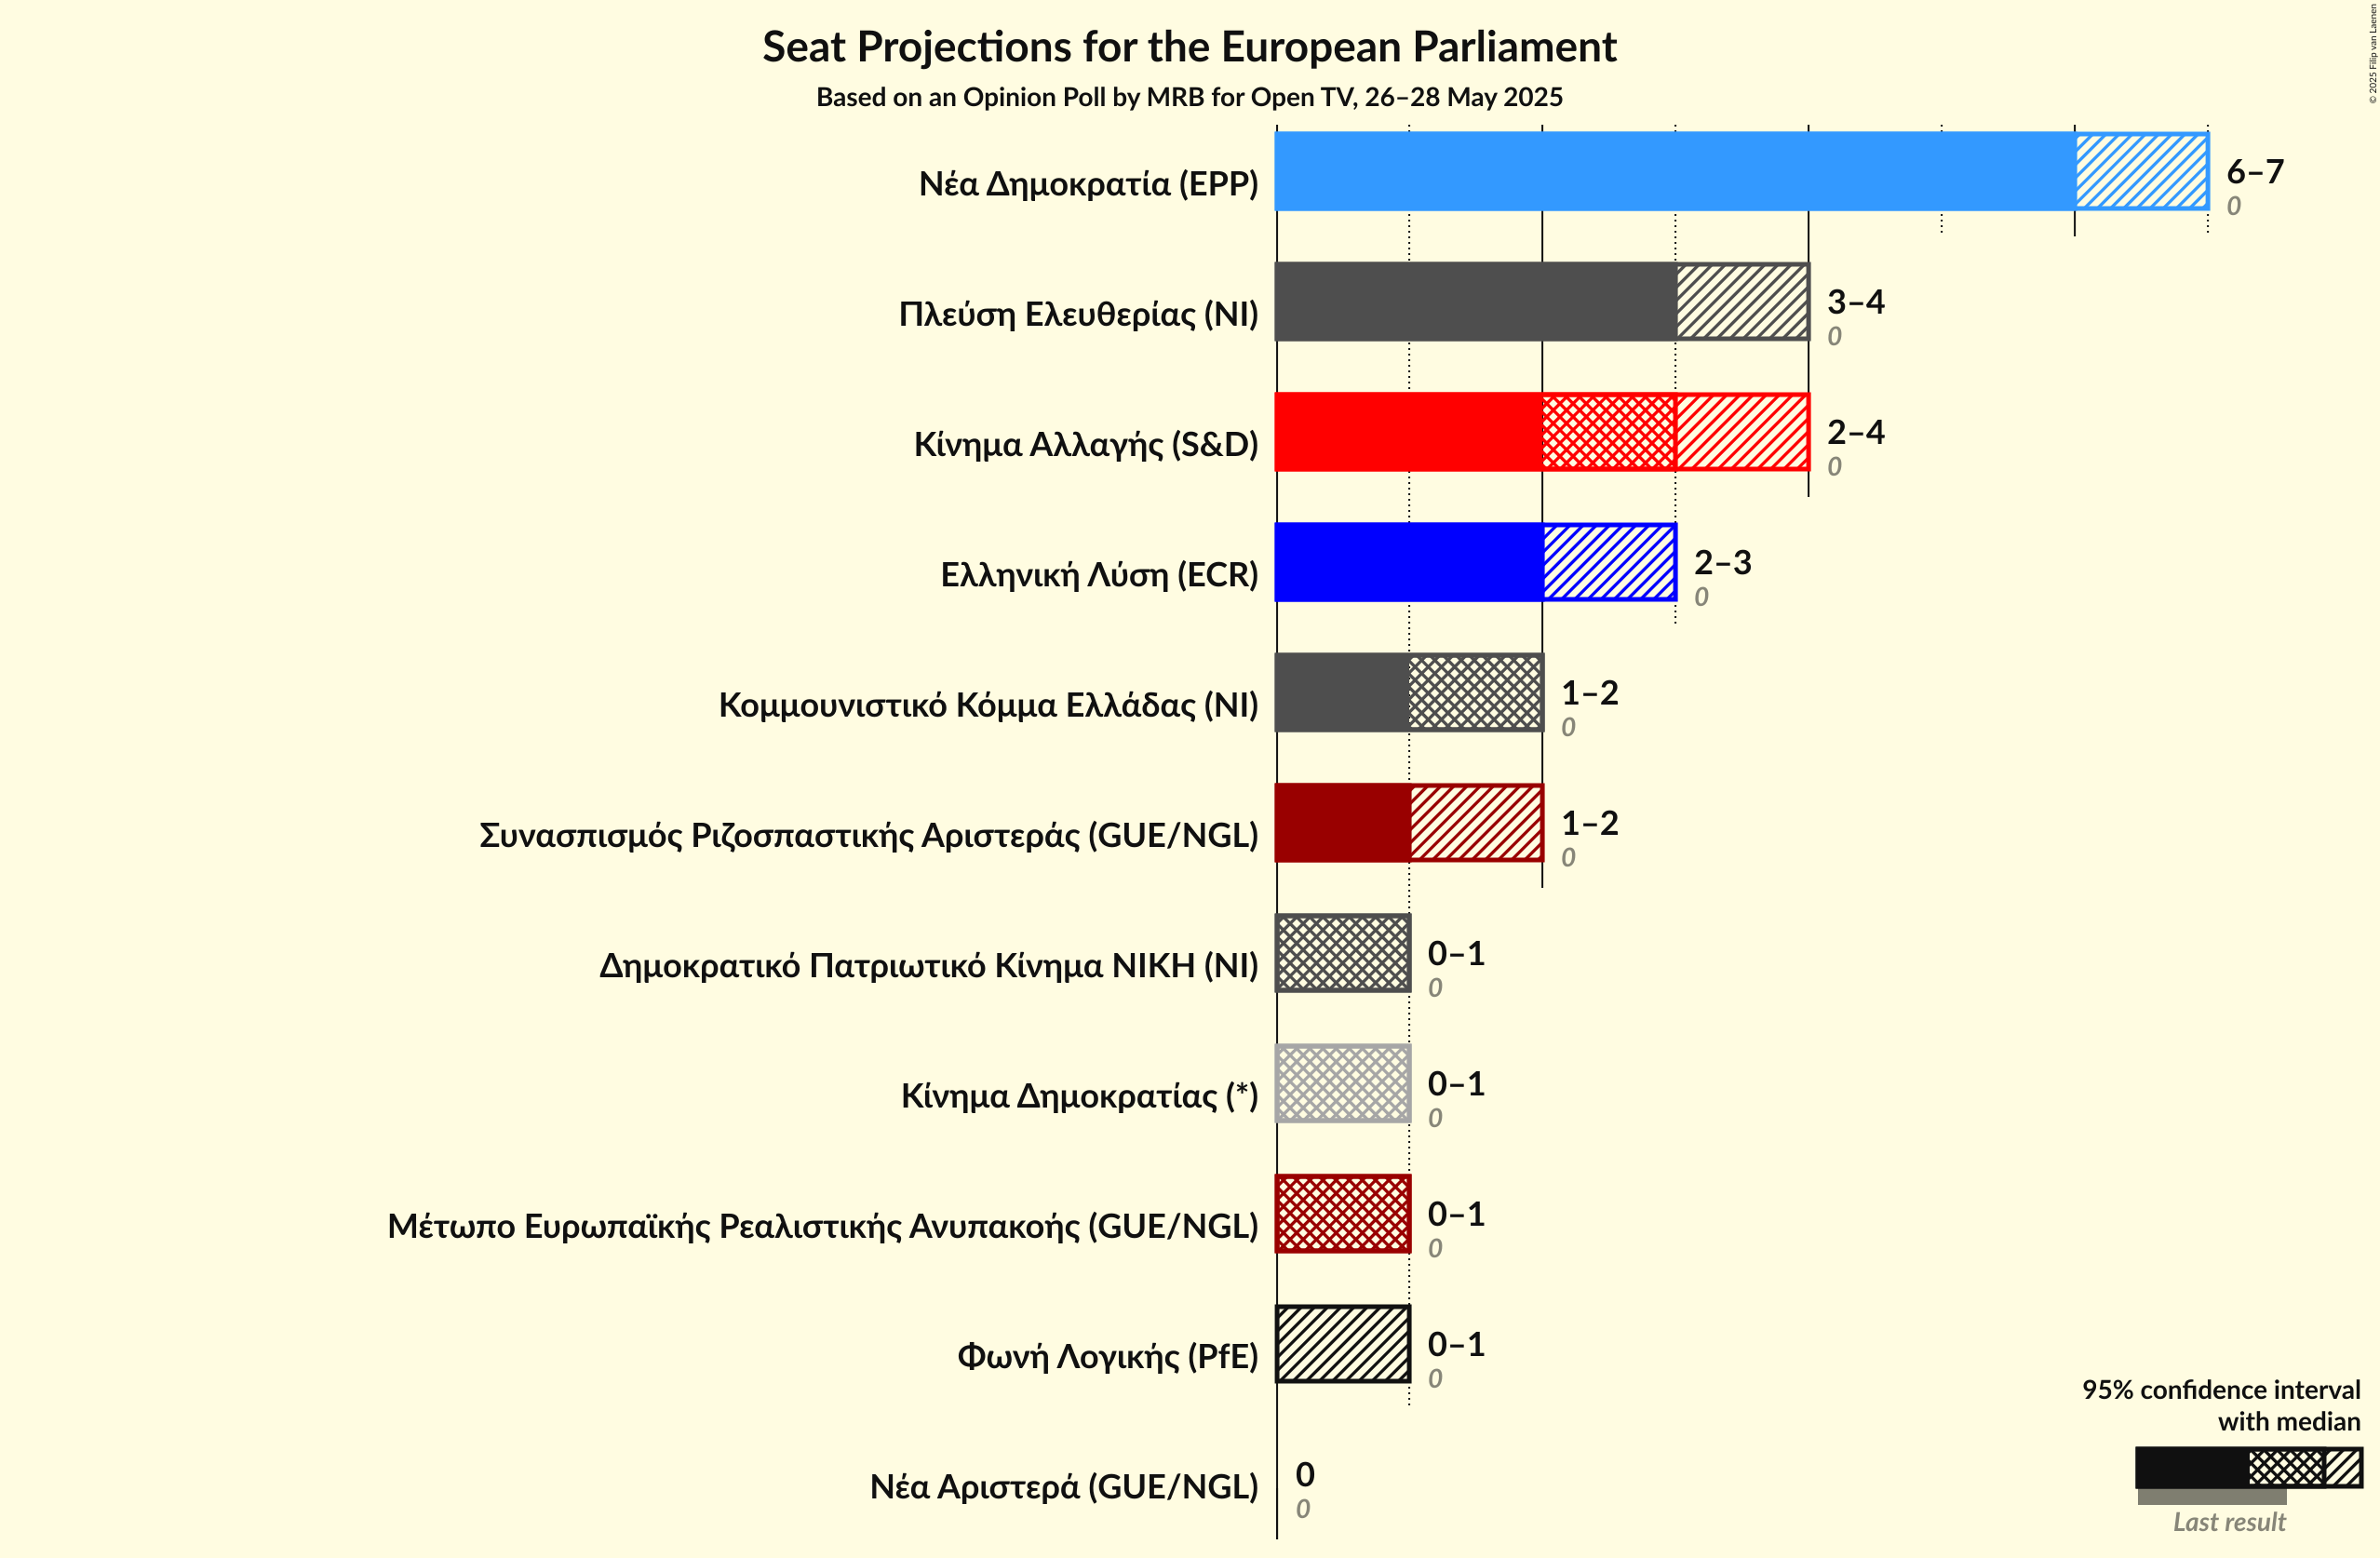 Seat Projections for the European Parliament
Based on an Opinion Poll by MRB for Open TV, 26–28 May 2025
© 2025 Filip van Laenen
Νέα Δημοκρατία (EPP)
6–7
0
Πλεύση Ελευθερίας (NI)
3–4
0
Κίνημα Αλλαγής (S&D)
2–4
0
Ελληνική Λύση (ECR)
2–3
0
Κομμουνιστικό Κόμμα Ελλάδας (NI)
1–2
0
Συνασπισμός Ριζοσπαστικής Αριστεράς (GUE/NGL)
1–2
0
Δημοκρατικό Πατριωτικό Κίνημα ΝΙΚΗ (NI)
0–1
0
Κίνημα Δημοκρατίας (*)
0–1
0
Μέτωπο Ευρωπαϊκής Ρεαλιστικής Ανυπακοής (GUE/NGL)
0–1
0
Φωνή Λογικής (PfE)
0–1
0
Νέα Αριστερά (GUE/NGL)
0
0
95% confidence interval
with median
Last result